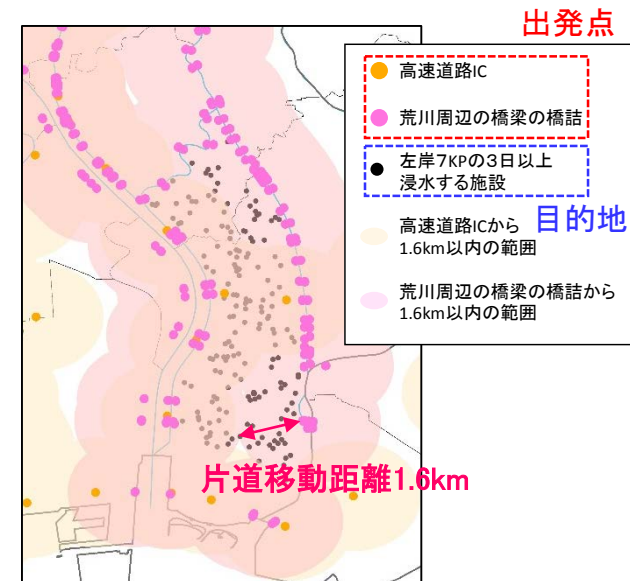 出発点
高速道路IC
荒川周辺の橋梁の橋詰
左岸7KPの3日以上
浸水する施設
目的地
高速道路ICから
1.6km以内の範囲
荒川周辺の橋梁の橋詰から
1.6km以内の範囲
片道移動距離1.6km